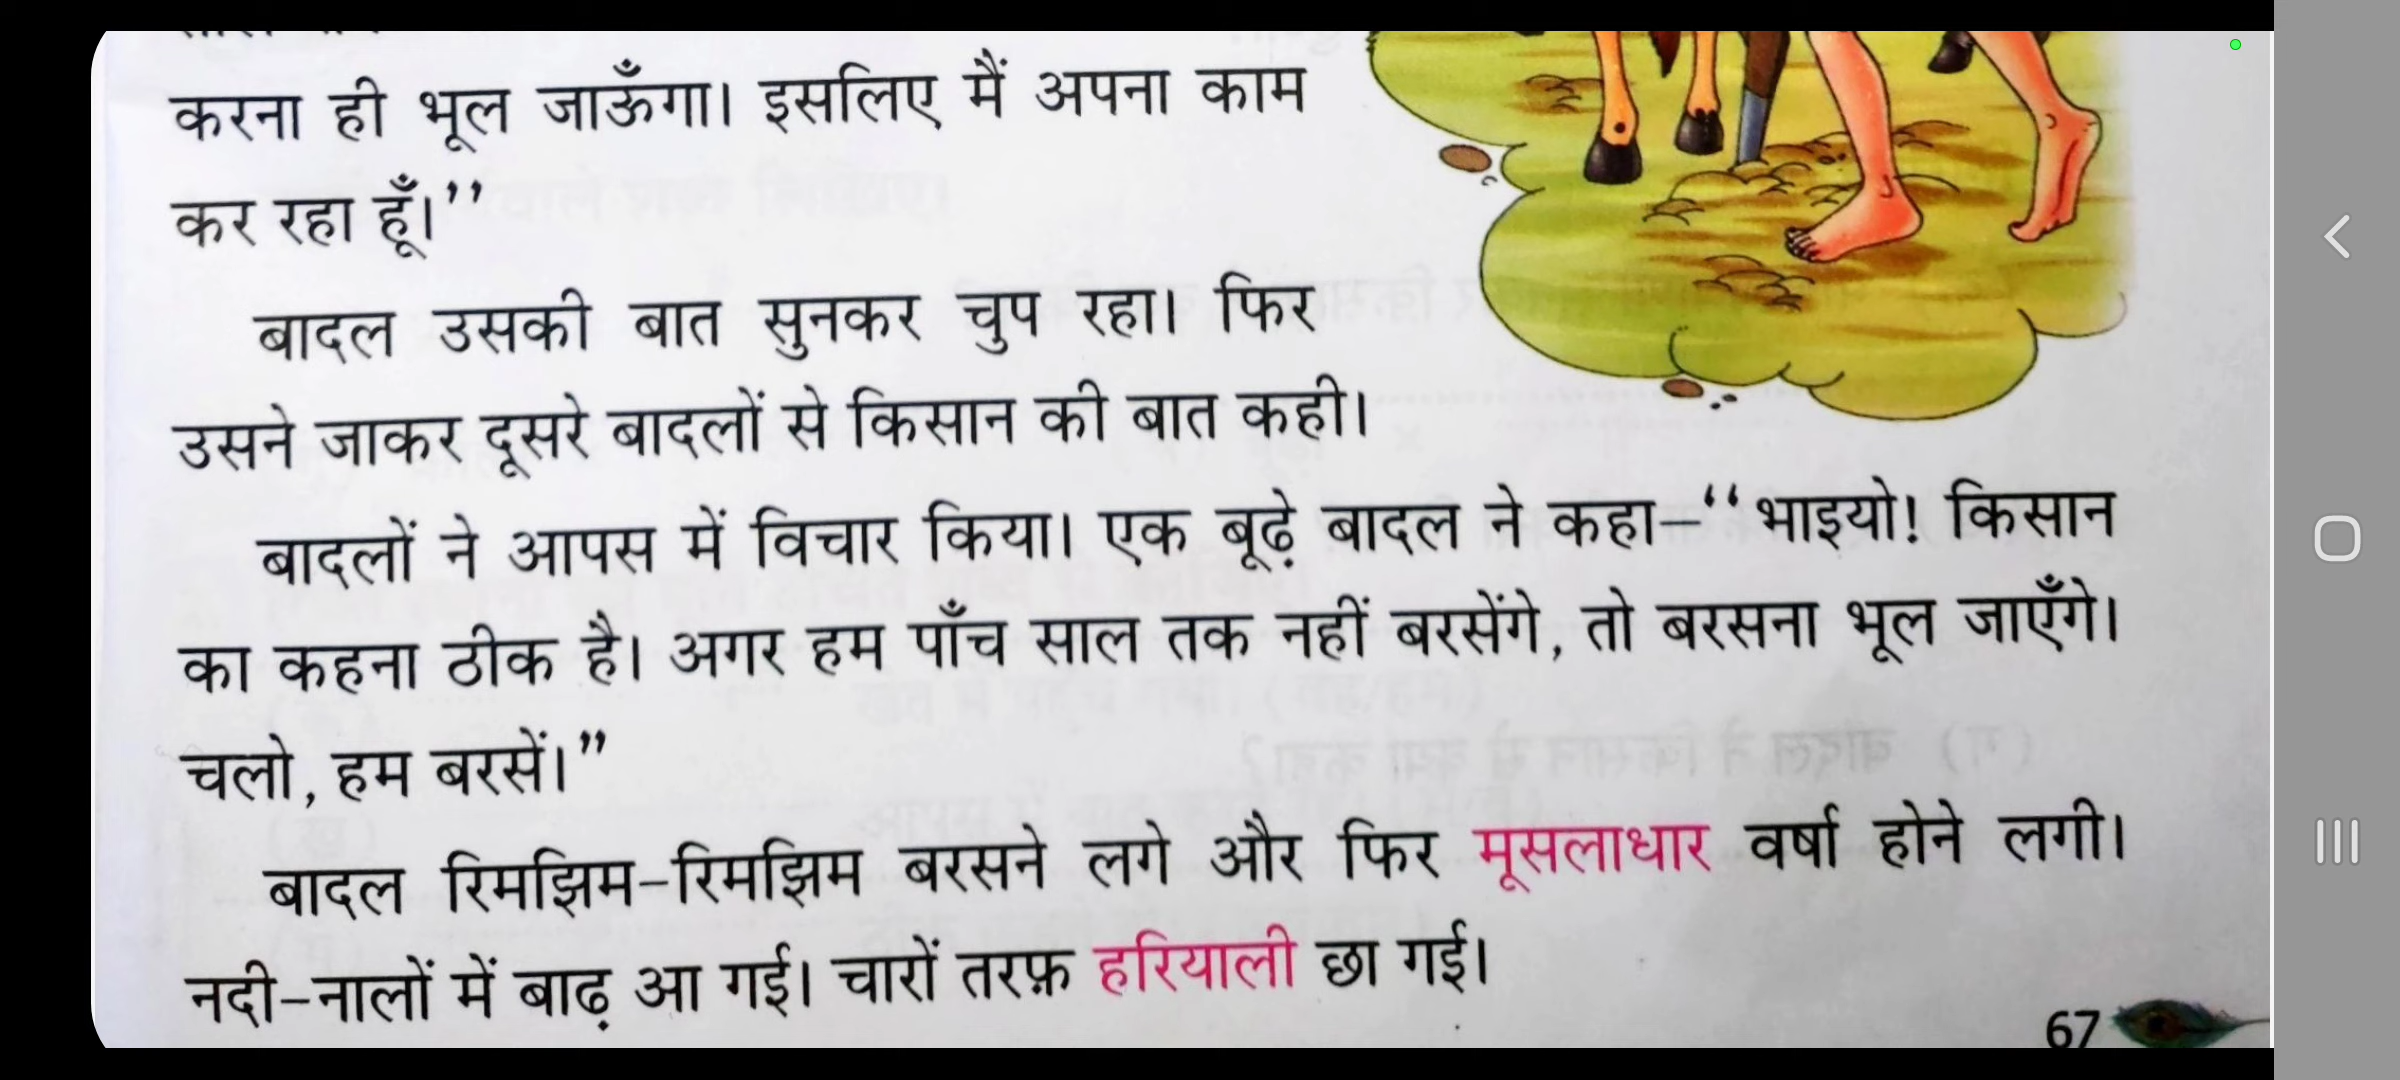 करना ही भूल जाऊँगा। इसलिए मैं अपना काम
कर रहा हूँ।’’
बादल उसकी बात सुनकर चुप रहा। फिर
उसने जाकर दूसरे बादलों से किसान की बात कही।
बादलों ने आपस में विचार किया। एक बूढ़े बादल ने कहा–‘‘भाइयो! किसान
का कहना ठीक है। अगर हम पाँच साल तक नहीं बरसेंगे, तो बरसना भूल जाएँगे।
चलो, हम बरसें।”
बादल रिमझिम–रिमझिम बरसने लगे और फिर मूसलाधार वर्षा होने लगी।
नदी–नालों में बाढ़ आ गई। चारों तरफ़ हरियाली छा गई।
67